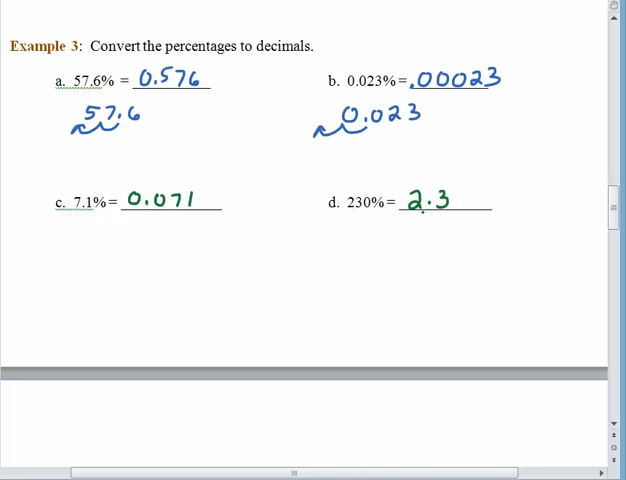 Example 3: Convert the percentages to decimals.
a. 57.6% = 0.576
b. 0.023%= .00023
57.6
0.023
c. 7.1%= 0.071
d. 230%= 2.3